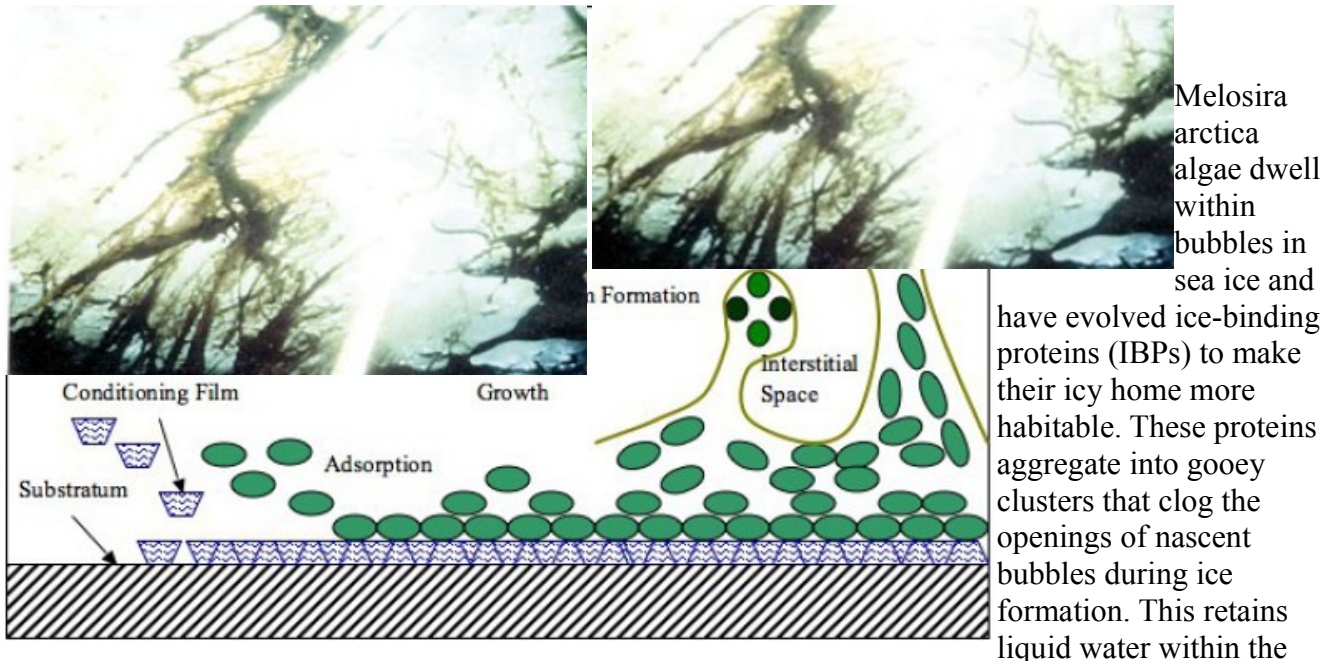 Melosira
arctica
algae dwell
within
bubbles in
sea ice and
have evolved ice-binding
proteins (IBPs) to make
their icy home more
habitable. These proteins
aggregate into gooey
clusters that clog the
openings of nascent
bubbles during ice
formation. This retains
liquid water within the
Formation
Interstitial
Space
Conditioning Film
Growth
Adsorption
Substratum